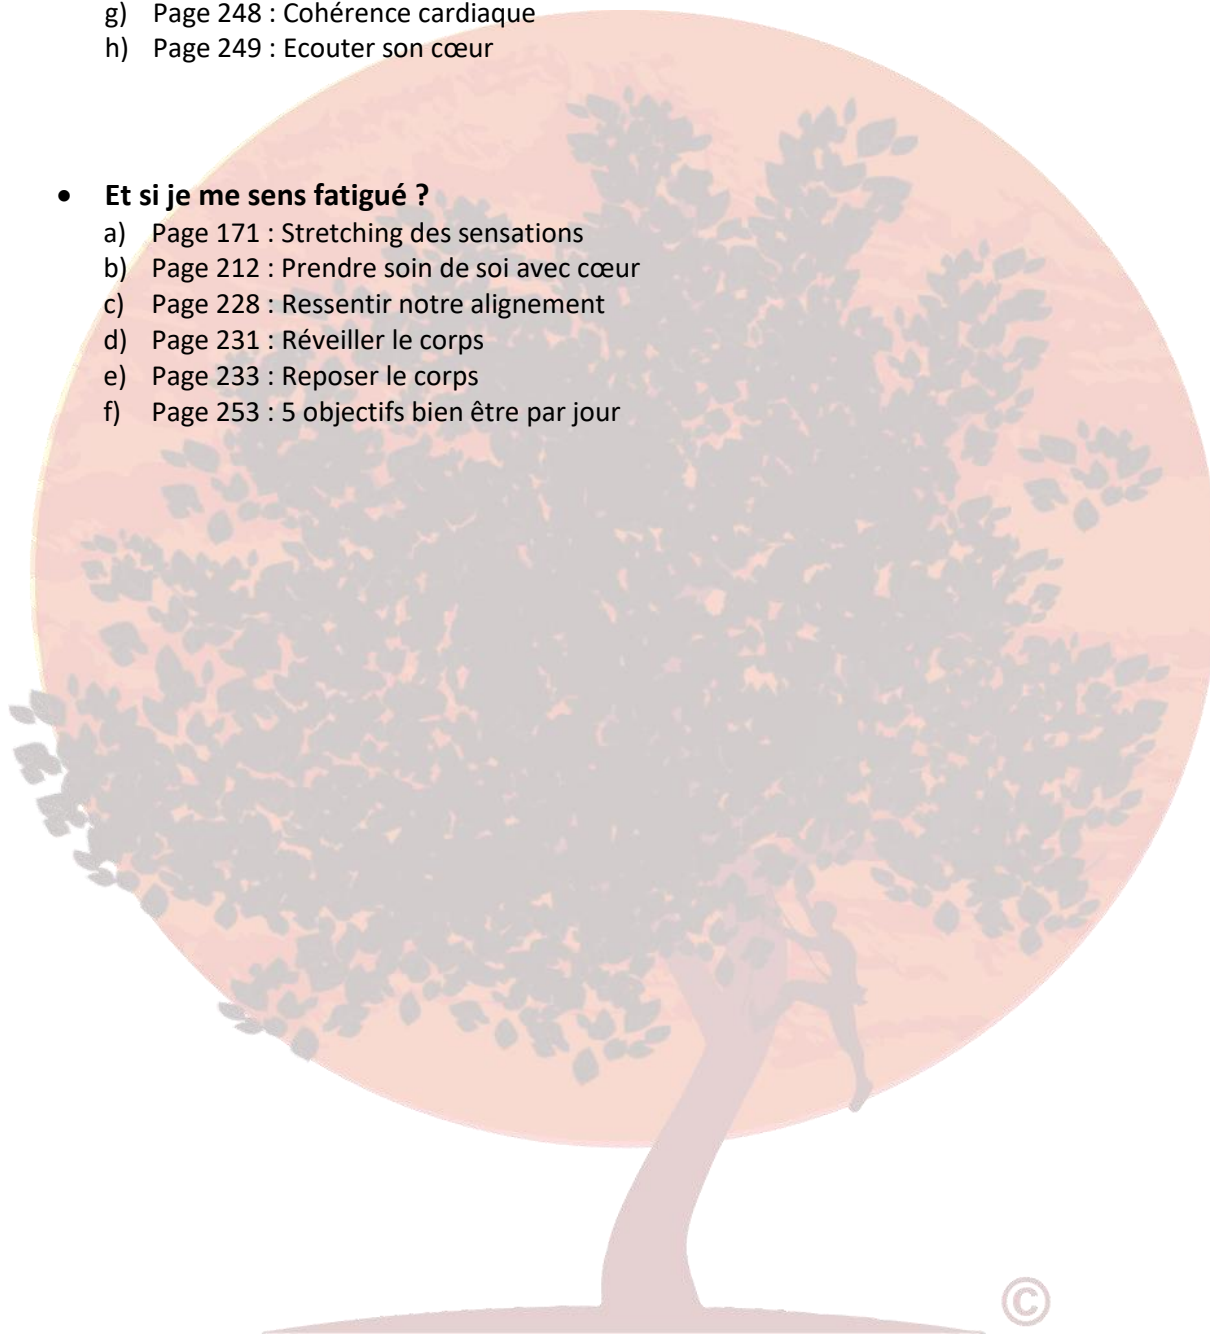 g) Page 248 : Cohérence cardiaque
h) Page 249 : Ecouter son cœur
• Et si je me sens fatigué ?
a) Page 171 : Stretching des sensations
b) Page 212 : Prendre soin de soi avec cœur
c) Page 228 : Ressentir notre alignement
d) Page 231 : Réveiller le corps
e) Page 233 : Reposer le corps
f) Page 253 : 5 objectifs bien être par jour
©